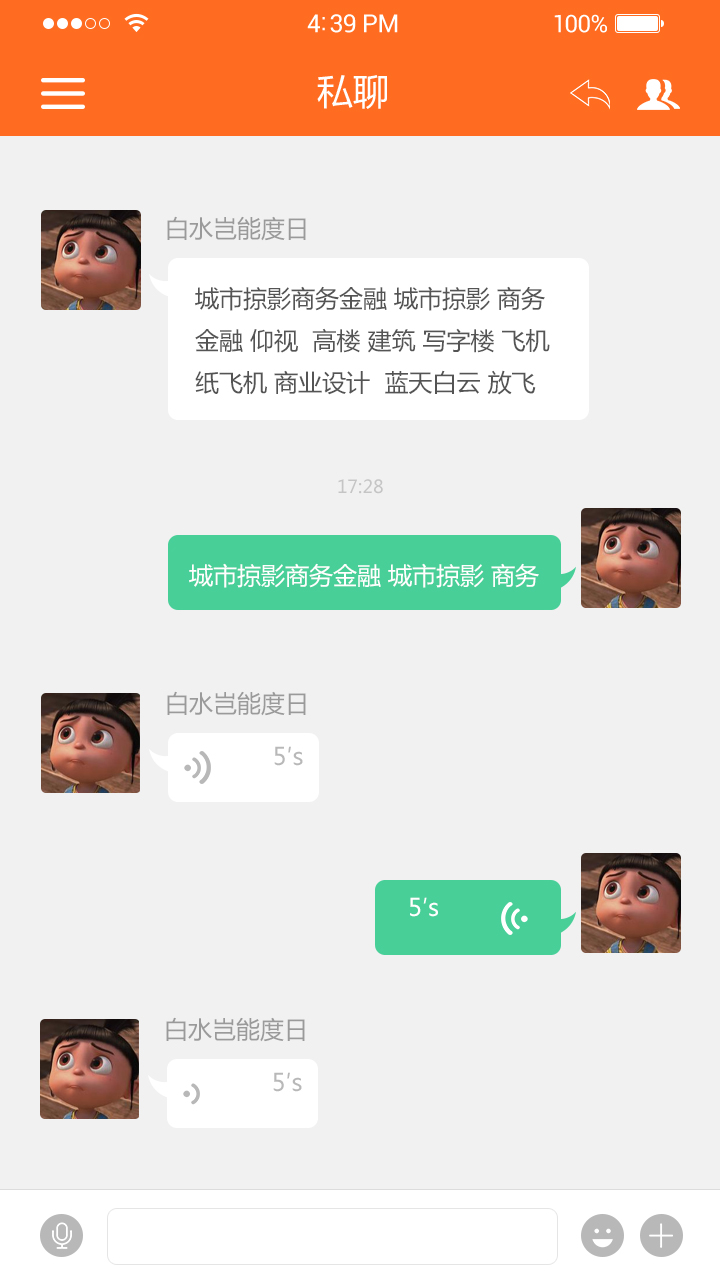 4:39 PM
100%
私聊
白水岂能度日
城市掠影商务金融 城市掠影 商务
金融 仰视 高楼 建筑 写字楼 飞机
纸飞机 商业设计 蓝天白云 放飞
17:28
城市掠影商务金融 城市掠影 商务
白水岂能度日
5's
5's
白水岂能度日
5's